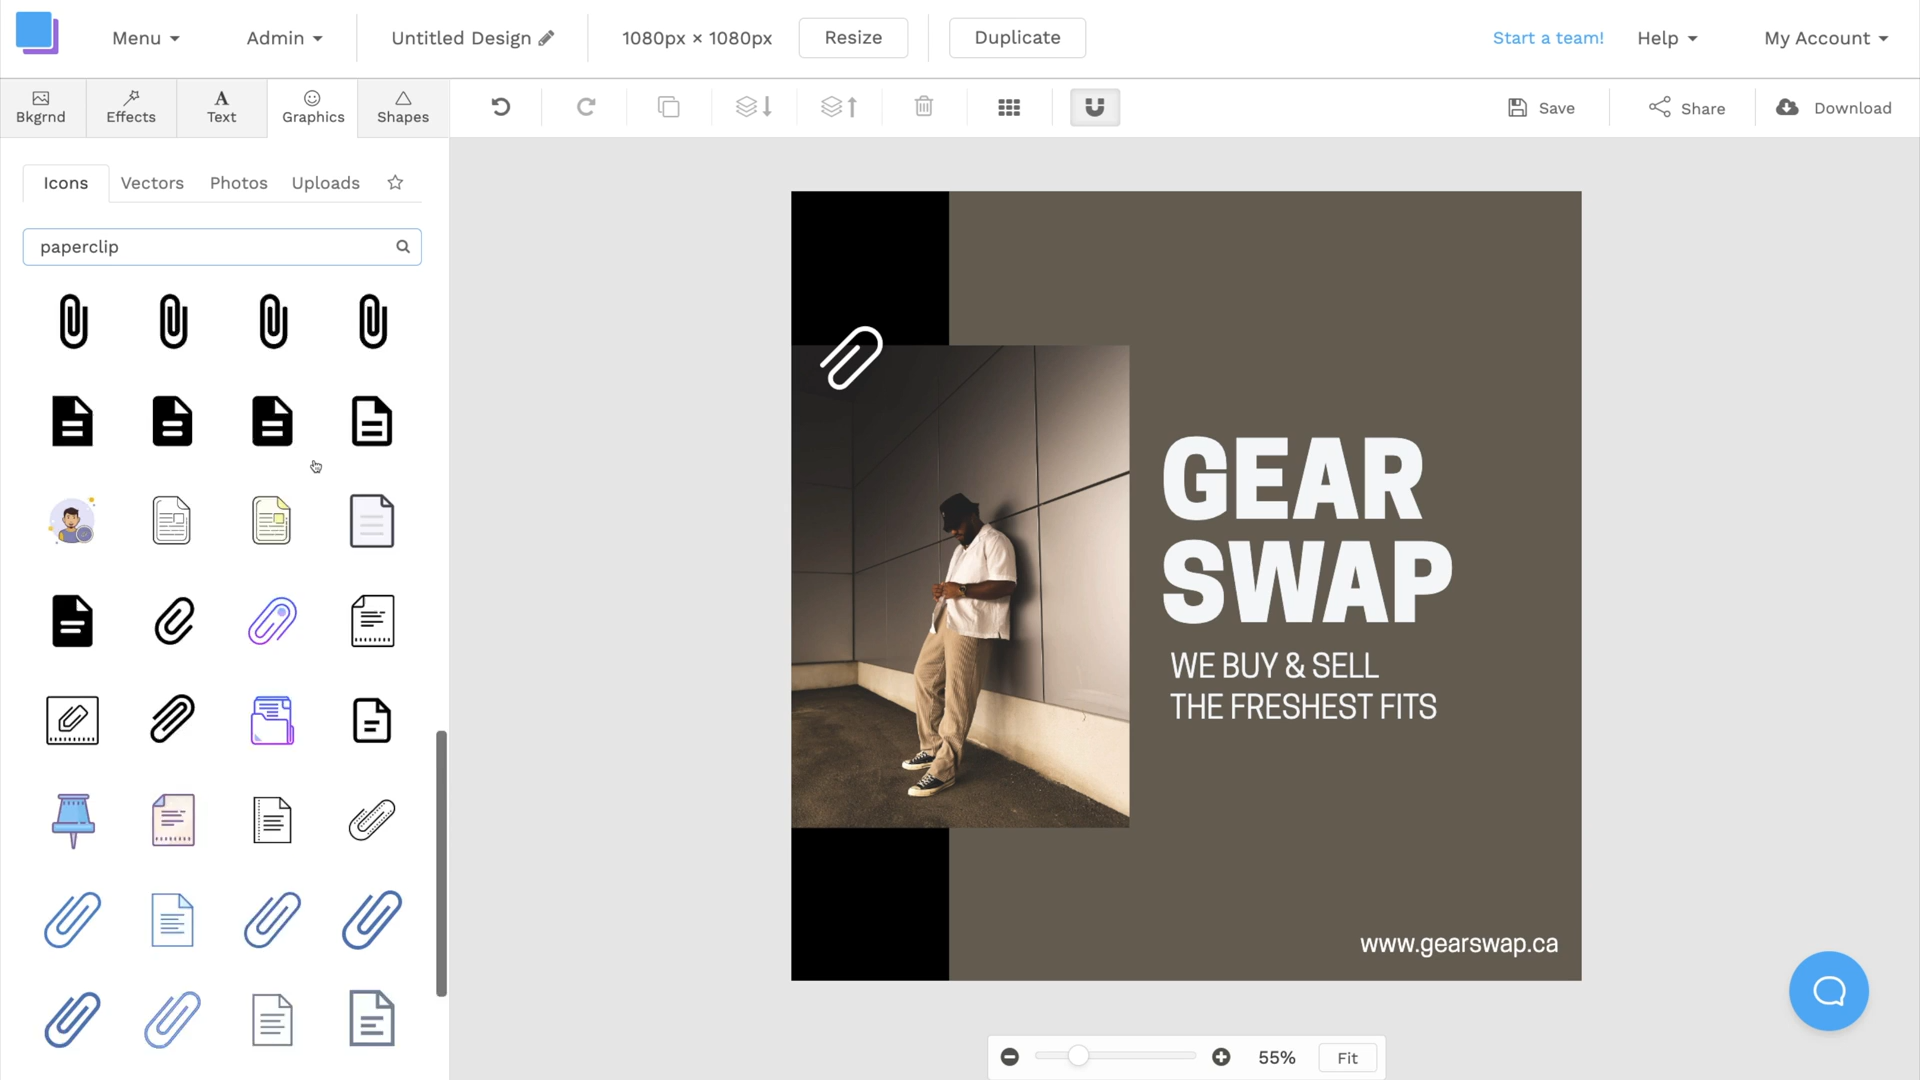 Menu
Admin
Untitled Design
1080px × 1080px
Resize
Duplicate
Start a team!
Help
My Account
Bkgrnd
Effects
Text
Graphics
Shapes
Save
Share
Download
Icons
Vectors
Photos
Uploads
paperclip
GEAR
SWAP
WE BUY & SELL
THE FRESHEST FITS
www.gearswap.ca
55%
Fit